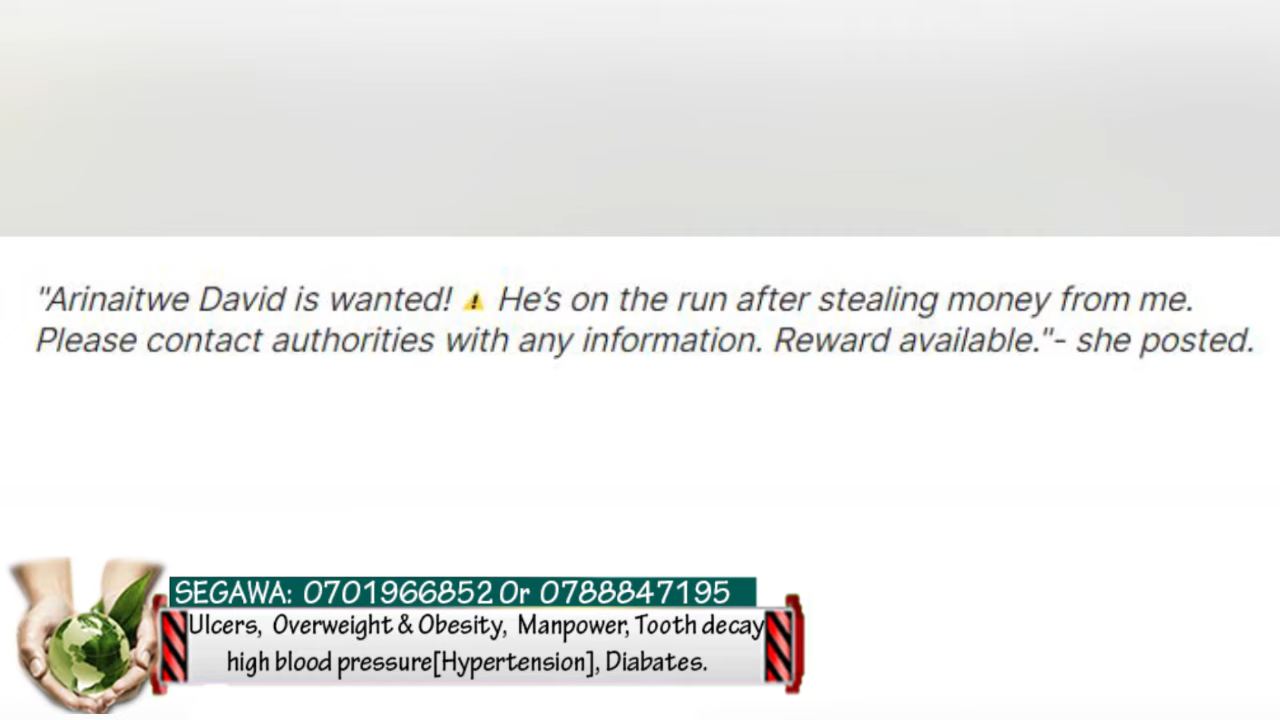 "Arinaitwe David is wanted! ⚠ He's on the run after stealing money from me.
Please contact authorities with any information. Reward available."- she posted.
SEGAWA: 0701966852 Or 0788847195
Ulcers, Overweight & Obesity, Manpower, Tooth decay
high blood pressure[Hypertension], Diabates.